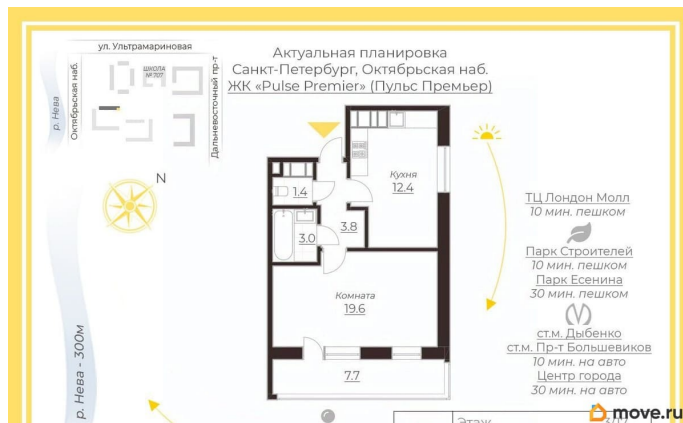 ул. Ультрамариновая
Октябрьская наб.
р. Нева
ШКОЛА
№ 707
Дальневосточный пр-т
Актуальная планировка
Санкт-Петербург, Октябрьская наб.
ЖК «Pulse Premier» (Пульс Премьер)
N
Кухня
12.4
1.4
3.8
3.0
Комната
19.6
7.7
ТЦ Лондон Молл
10 мин. пешком
Парк Строителей
10 мин. пешком
Парк Есенина
30 мин. пешком
ст.м. Дыбенко
ст.м. Пр-т Большевиков
10 мин. на авто
Центр города
30 мин. на авто
р. Нева - 300м
Этаж
move.ru